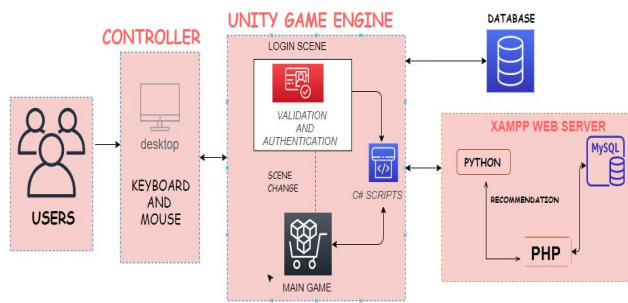 USERS
CONTROLLER
desktop
KEYBOARD
AND
MOUSE
UNITY GAME ENGINE
LOGIN SCENE
VALIDATION
AND
AUTHENTICATION
SCENE
CHANGE
C# SCRIPTS
MAIN GAME
DATABASE
XAMPP WEB SERVER
PYTHON
MySQL
RECOMMENDATION
PHP